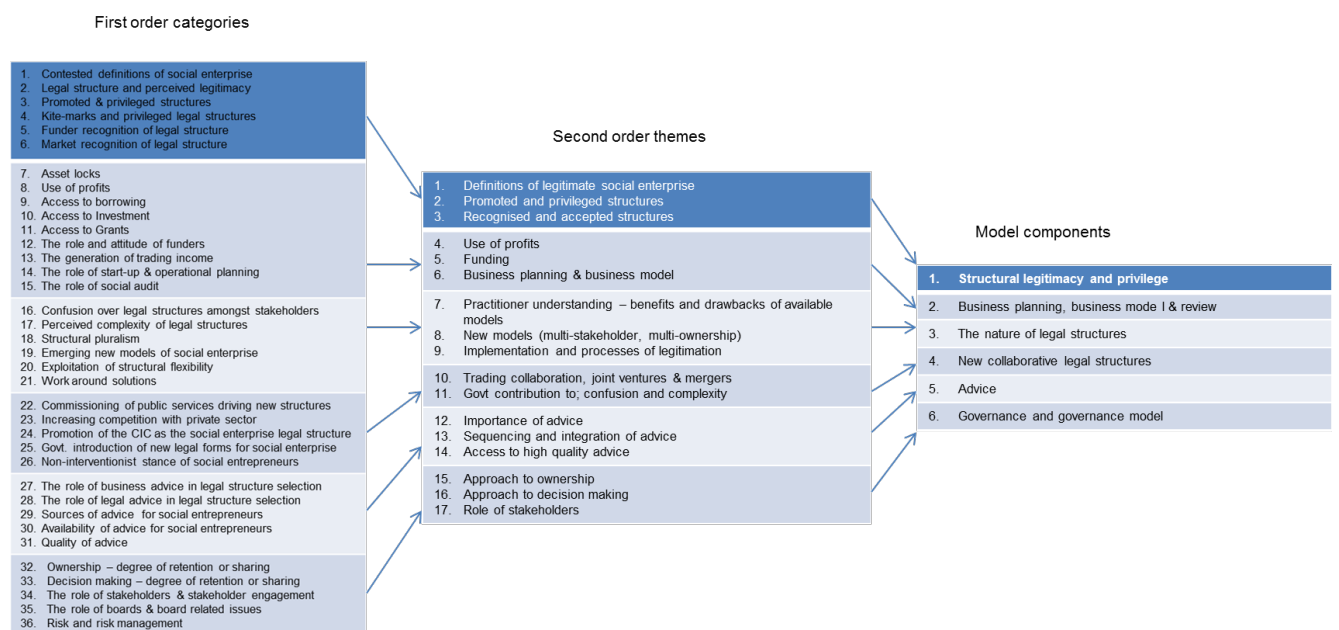 First order categories
1. Contested definitions of social enterprise
2. Legal structure and perceived legitimacy
3. Promoted & privileged structures
4. Kite-marks and privileged legal structures
5. Funder recognition of legal structure
6. Market recognition of legal structure
7. Asset locks
8. Use of profits
9. Access to borrowing
10. Access to Investment
11. Access to Grants
12. The role and attitude of funders
13. The generation of trading income
14. The role of start-up & operational planning
15. The role of social audit
16. Confusion over legal structures amongst stakeholders
17. Perceived complexity of legal structures
18. Structural pluralism
19. Emerging new models of social enterprise
20. Exploitation of structural flexibility
21. Work around solutions
22. Commissioning of public services driving new structures
23. Increasing competition with private sector
24. Promotion of the CIC as the social enterprise legal structure
25. Govt. introduction of new legal forms for social enterprise
26. Non-interventionist stance of social entrepreneurs
27. The role of business advice in legal structure selection
28. The role of legal advice in legal structure selection
29. Sources of advice for social entrepreneurs
30. Availability of advice for social entrepreneurs
31. Quality of advice
32. Ownership – degree of retention or sharing
33. Decision making – degree of retention or sharing
34. The role of stakeholders & stakeholder engagement
35. The role of boards & board related issues
36. Risk and risk management
Second order themes
1. Definitions of legitimate social enterprise
2. Promoted and privileged structures
3. Recognised and accepted structures
4. Use of profits
5. Funding
6. Business planning & business model
7. Practitioner understanding – benefits and drawbacks of available
models
8. New models (multi-stakeholder, multi-ownership)
9. Implementation and processes of legitimation
10. Trading collaboration, joint ventures & mergers
11. Govt contribution to; confusion and complexity
12. Importance of advice
13. Sequencing and integration of advice
14. Access to high quality advice
15. Approach to ownership
16. Approach to decision making
17. Role of stakeholders
Model components
1. Structural legitimacy and privilege
2. Business planning, business mode l & review
3. The nature of legal structures
4. New collaborative legal structures
5. Advice
6. Governance and governance model